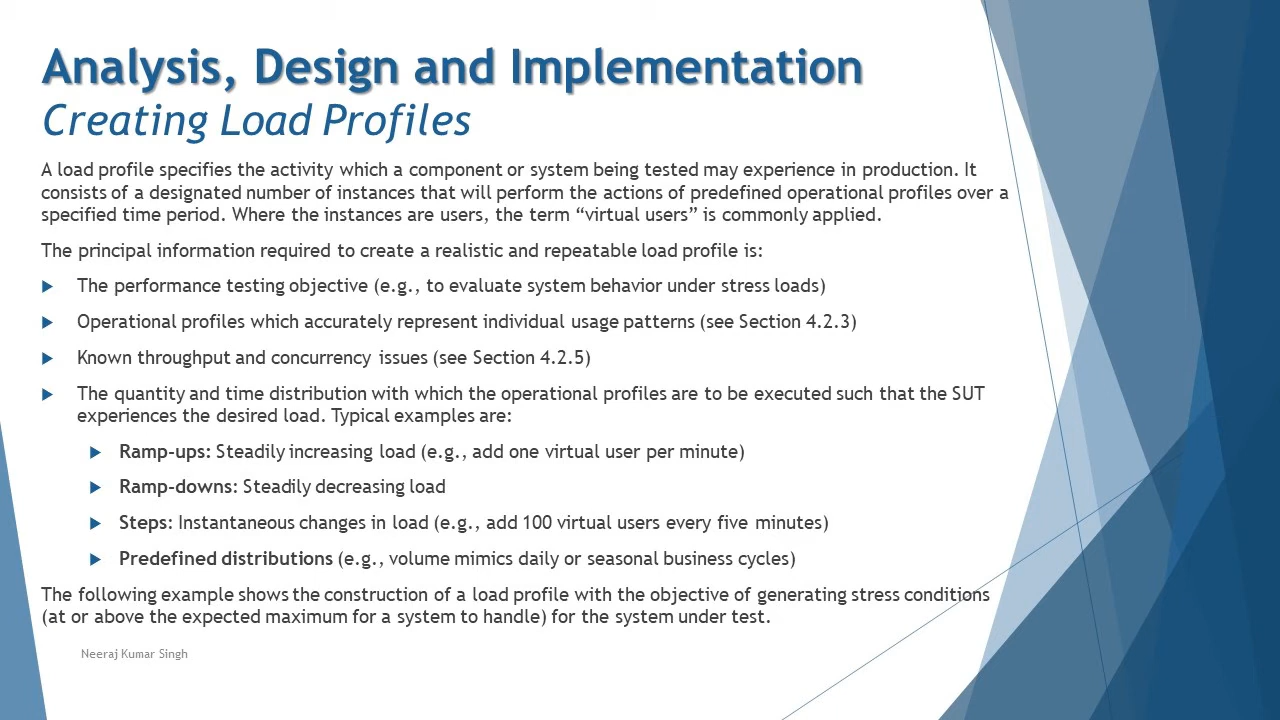 Analysis, Design and Implementation
Creating Load Profiles
A load profile specifies the activity which a component or system being tested may experience in production. It
consists of a designated number of instances that will perform the actions of predefined operational profiles over a
specified time period. Where the instances are users, the term “virtual users” is commonly applied.
The principal information required to create a realistic and repeatable load profile is:
The performance testing objective (e.g., to evaluate system behavior under stress loads)
Operational profiles which accurately represent individual usage patterns (see Section 4.2.3)
Known throughput and concurrency issues (see Section 4.2.5)
The quantity and time distribution with which the operational profiles are to be executed such that the SUT
experiences the desired load. Typical examples are:
Ramp-ups: Steadily increasing load (e.g., add one virtual user per minute)
Ramp-downs: Steadily decreasing load
Steps: Instantaneous changes in load (e.g., add 100 virtual users every five minutes)
Predefined distributions (e.g., volume mimics daily or seasonal business cycles)
The following example shows the construction of a load profile with the objective of generating stress conditions
(at or above the expected maximum for a system to handle) for the system under test.
Neeraj Kumar Singh